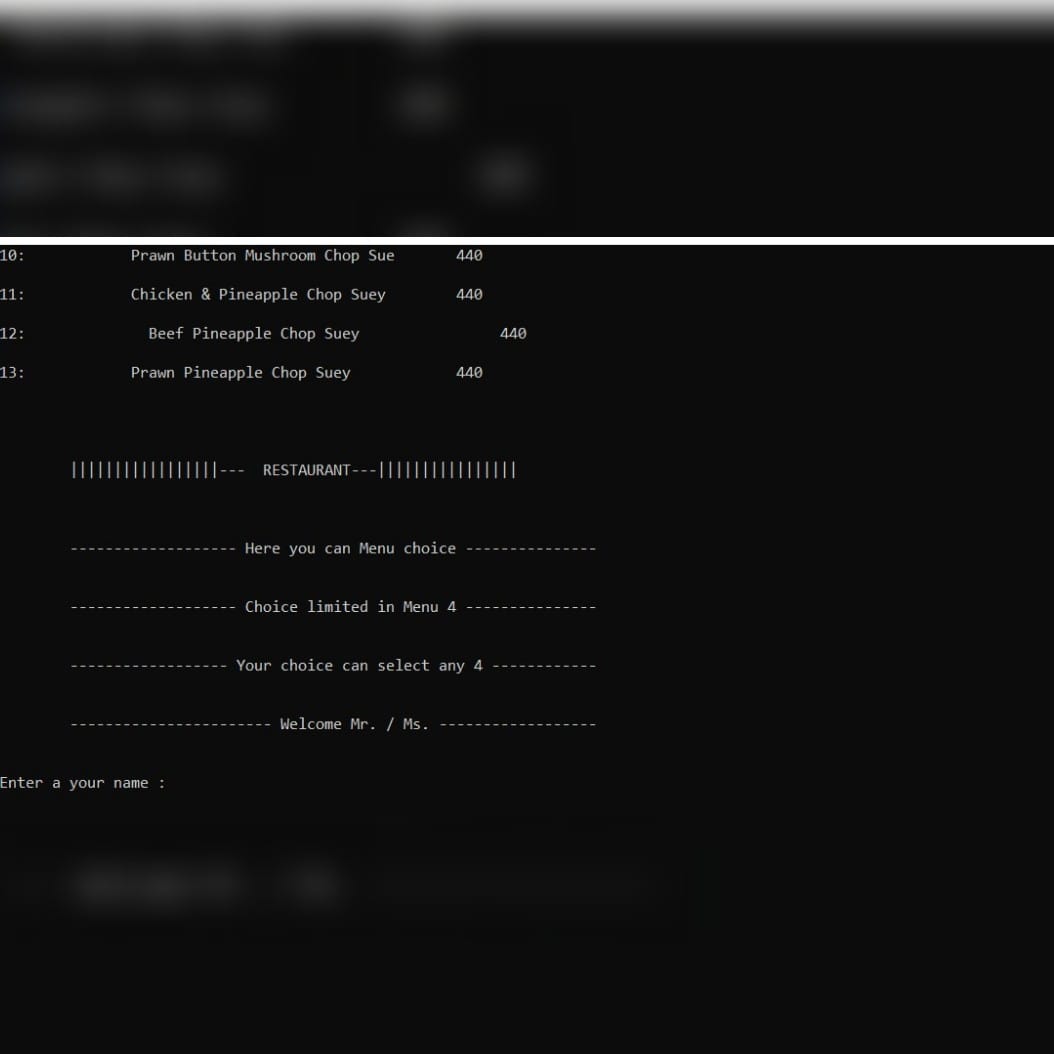 10: Prawn Button Mushroom Chop Sue 440
11: Chicken & Pineapple Chop Suey 440
12: Beef Pineapple Chop Suey 440
13: Prawn Pineapple Chop Suey 440
|||||||||||||||||--- RESTAURANT---||||||||||||||||
------------------- Here you can Menu choice ---------------
------------------- Choice limited in Menu 4 ---------------
------------------ Your choice can select any 4 ------------
----------------------- Welcome Mr. / Ms. ------------------
Enter a your name :